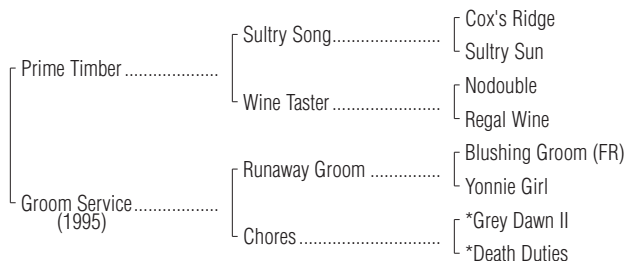 Cox's Ridge
Sultry Song
Sultry Sun
Prime Timber
Nodouble
Wine Taster
Regal Wine
Blushing Groom (FR)
Runaway Groom
Yonnie Girl
Groom Service
(1995)
*Grey Dawn II
Chores
*Death Duties